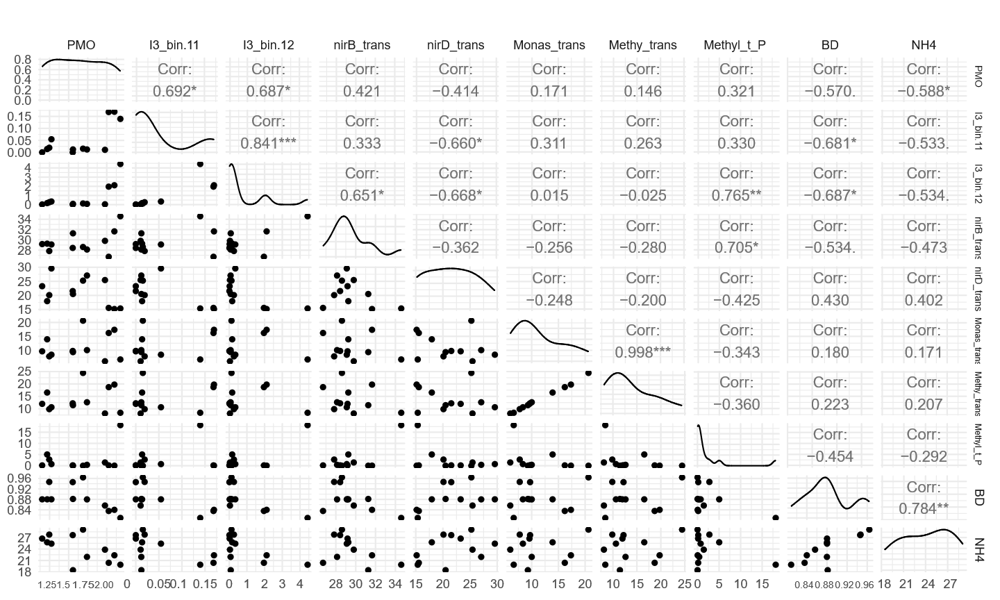 PMO I3_bin.11 I3_bin.12 nirB_trans nirD_trans Monas_trans Methy_trans Methyl_t_P BD NH4
0.8 0.6 0.4 0.2 0.0
Corr: Corr: Corr: Corr: Corr: Corr: Corr: Corr: Corr:
0.692* 0.687* 0.421 −0.414 0.171 0.146 0.321 −0.570. −0.588*
PMO
0.15 0.10 0.05 0.00
Corr: Corr: Corr: Corr: Corr: Corr: Corr: Corr:
0.841*** 0.333 −0.660* 0.311 0.263 0.330 −0.681* −0.533.
I3_bin.11
4 3 2 1 0
Corr: Corr: Corr: Corr: Corr: Corr: Corr:
0.651* −0.668* 0.015 −0.025 0.765** −0.687* −0.534.
I3_bin.12
34 32 30 28
Corr: Corr: Corr: Corr: Corr: Corr:
−0.362 −0.256 −0.280 0.705* −0.534. −0.473
nirB_trans
30 25 20 15
Corr: Corr: Corr: Corr: Corr:
−0.248 −0.200 −0.425 0.430 0.402
nirD_trans
20 15 10
Corr: Corr: Corr: Corr:
0.998*** −0.343 0.180 0.171
Monas_trans
25 20 15 10
Corr: Corr: Corr:
−0.360 0.223 0.207
Methy_trans
15 10 5 0
Corr: Corr:
−0.454 −0.292
Methyl_t_P
0.96 0.92 0.88 0.84
Corr:
0.784**
BD
27 24 21 18
NH4
1.25 1.5 1.75 2.00 0 0.05 0.1 0.15 0 1 2 3 4 28 30 32 34 15 20 25 30 10 15 20 10 15 20 25 0 5 10 15 0.84 0.88 0.92 0.96 18 21 24 27